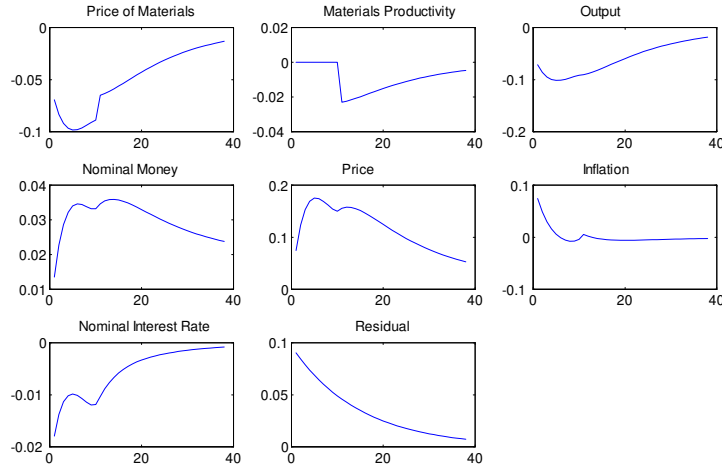 Price of Materials
0
-0.05
-0.1
0 20 40
Materials Productivity
0.02
0
-0.02
-0.04
0 20 40
Output
0
-0.1
-0.2
0 20 40
Nominal Money
0.04
0.03
0.02
0.01
0 20 40
Price
0.2
0.1
0
0 20 40
Inflation
0.1
0
-0.1
0 20 40
Nominal Interest Rate
0
-0.01
-0.02
0 20 40
Residual
0.1
0.05
0
0 20 40